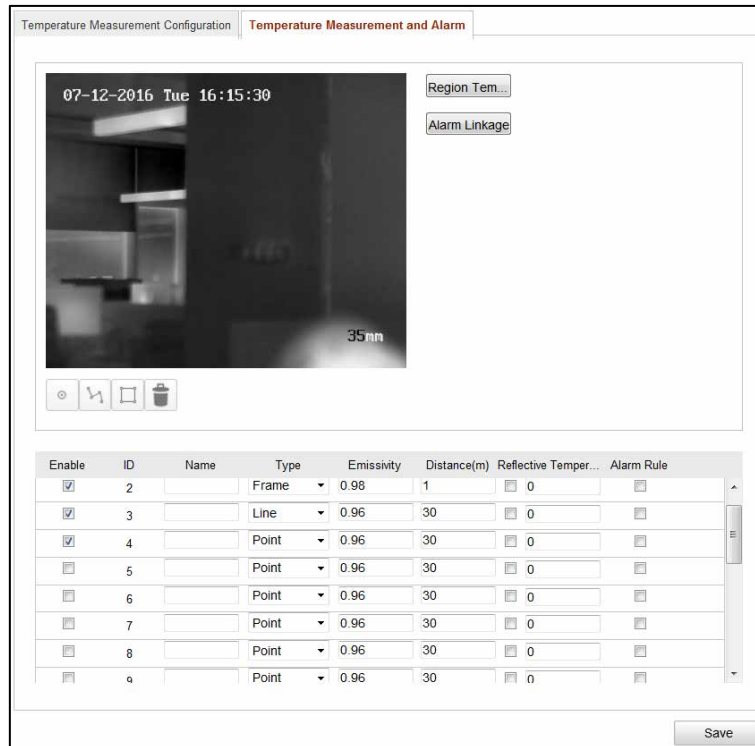 Temperature Measurement Configuration Temperature Measurement and Alarm
07-12-2016 Tue 16:15:30
Region Tem...
Alarm Linkage
35mm
Enable ID Name Type Emissivity Distance(m) Reflective Temper... Alarm Rule
2 Frame 0.98 1 0
3 Line 0.96 30 0
4 Point 0.96 30 0
5 Point 0.96 30 0
6 Point 0.96 30 0
7 Point 0.96 30 0
8 Point 0.96 30 0
9 Point 0.96 30 0
Save